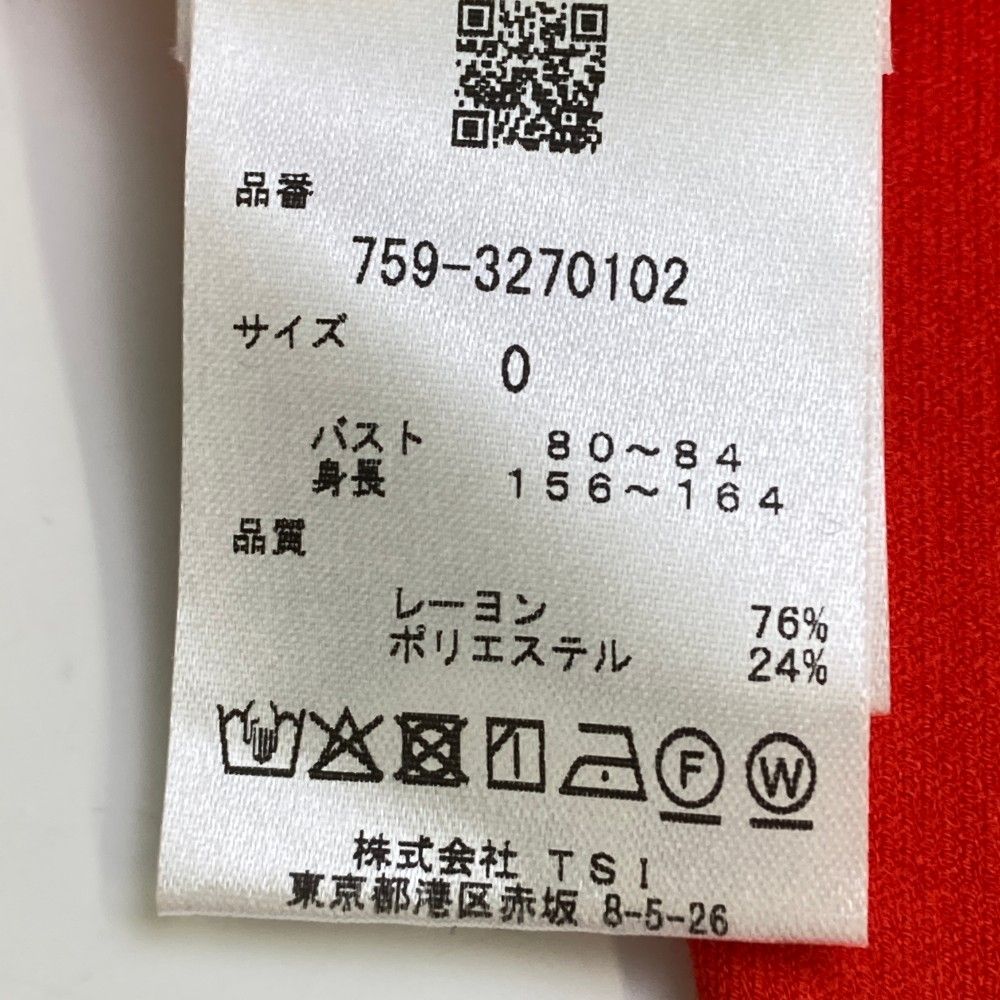 品番
759-3270102
サイズ
0
バスト 80～84
身長 156～164
品質
レーヨン 76%
ポリエステル 24%
F W
株式会社 TSI
東京都港区赤坂 8-5-26